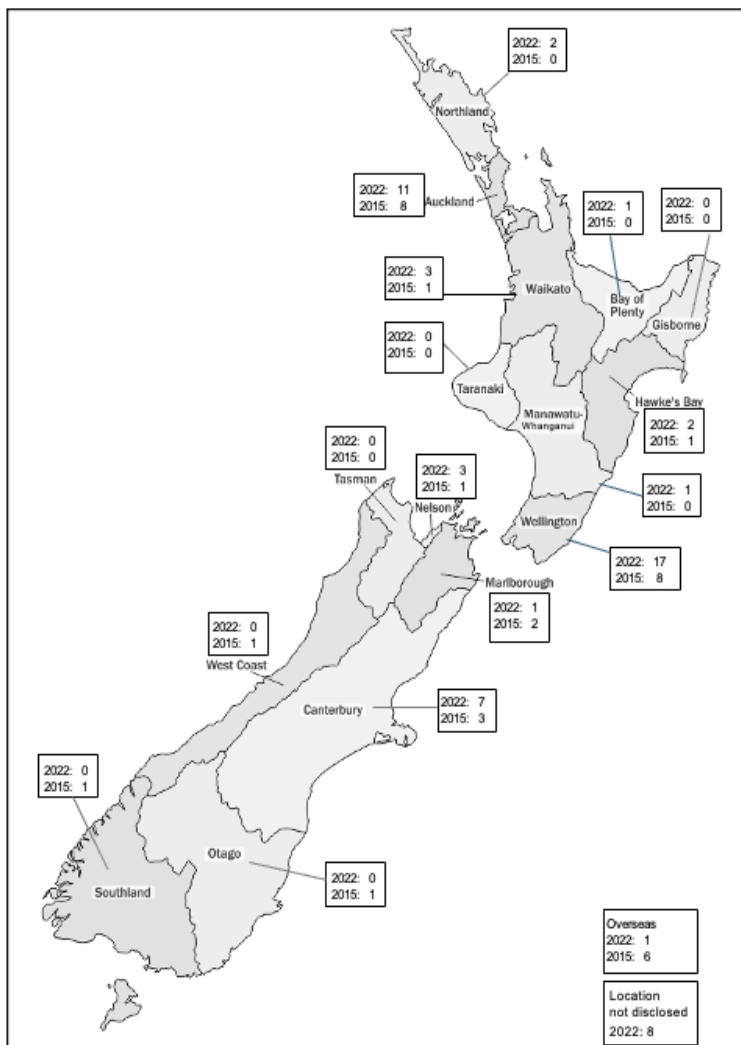 2022: 2
2015: 0
Northland
2022: 11
2015: 8
Auckland
2022: 1
2015: 0
2022: 0
2015: 0
2022: 3
2015: 1
Waikato
Bay of
Plenty
Gisborne
2022: 0
2015: 0
Taranaki
Hawke's Bay
2022: 2
2015: 1
Manawatu-
Whanganui
2022: 0
2015: 0
Tasman
2022: 3
2015: 1
Nelson
2022: 1
2015: 0
Wellington
2022: 17
2015: 8
Marlborough
2022: 1
2015: 2
2022: 0
2015: 1
West Coast
Canterbury
2022: 7
2015: 3
2022: 0
2015: 1
Otago
2022: 0
2015: 1
Southland
Overseas
2022: 1
2015: 6
Location
not disclosed
2022: 8